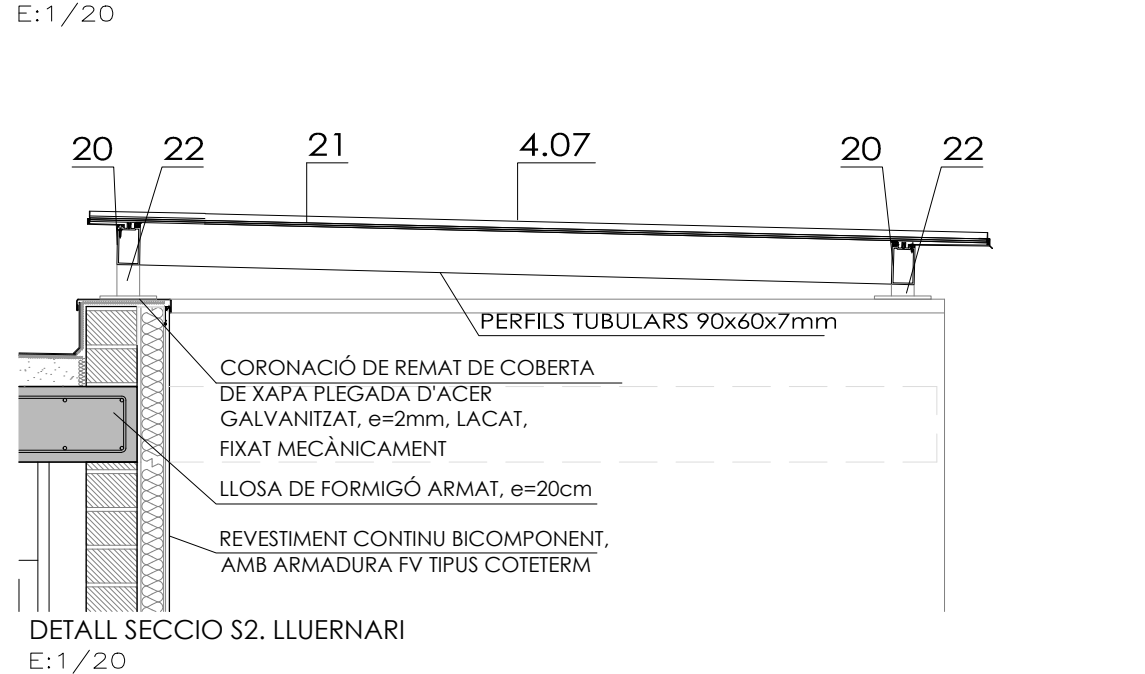 E:1/20
20
22
21
4.07
20
22
PERFILS TUBULARS 90x60x7mm
CORONACIÓ DE REMAT DE COBERTA
DE XAPA PLEGADA D'ACER
GALVANITZAT, e=2mm, LACAT,
FIXAT MECÀNICAMENT
LLOSA DE FORMIGÓ ARMAT, e=20cm
REVESTIMENT CONTINU BICOMPONENT,
AMB ARMADURA FV TIPUS COTETERM
DETALL SECCIO S2. LLUERNARI
E:1/20